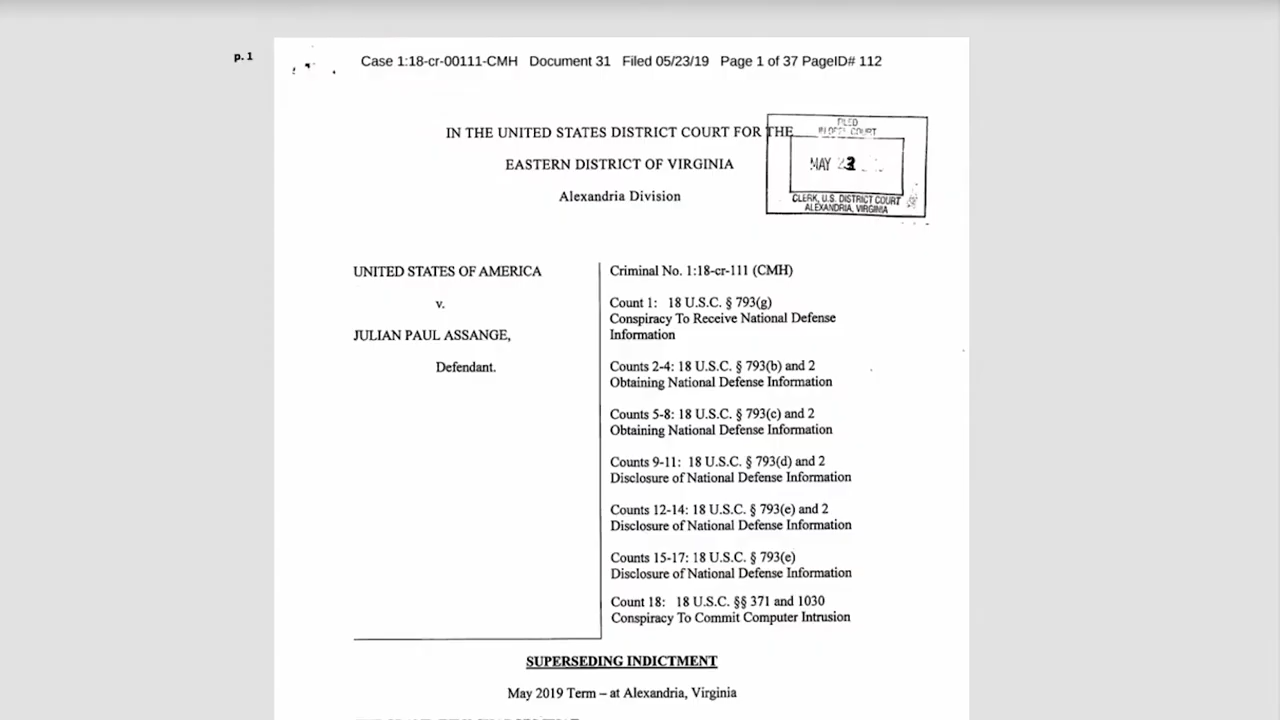 p. 1
Case 1:18-cr-00111-CMH Document 31 Filed 05/23/19 Page 1 of 37 PageID# 112
IN THE UNITED STATES DISTRICT COURT FOR THE
EASTERN DISTRICT OF VIRGINIA
Alexandria Division
FILED
MAY 23
CLERK, U.S. DISTRICT COURT
ALEXANDRIA, VIRGINIA
UNITED STATES OF AMERICA
v.
JULIAN PAUL ASSANGE,
Defendant.
Criminal No. 1:18-cr-111 (CMH)
Count 1: 18 U.S.C. § 793(g)
Conspiracy To Receive National Defense
Information
Counts 2-4: 18 U.S.C. § 793(b) and 2
Obtaining National Defense Information
Counts 5-8: 18 U.S.C. § 793(c) and 2
Obtaining National Defense Information
Counts 9-11: 18 U.S.C. § 793(d) and 2
Disclosure of National Defense Information
Counts 12-14: 18 U.S.C. § 793(e) and 2
Disclosure of National Defense Information
Counts 15-17: 18 U.S.C. § 793(e)
Disclosure of National Defense Information
Count 18: 18 U.S.C. §§ 371 and 1030
Conspiracy To Commit Computer Intrusion
SUPERSEDING INDICTMENT
May 2019 Term – at Alexandria, Virginia